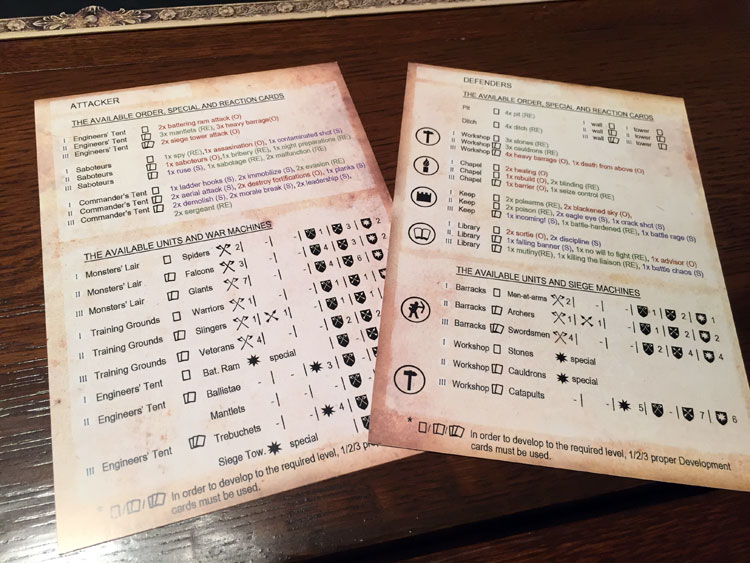 ATTACKER
THE AVAILABLE ORDER, SPECIAL AND REACTION CARDS
I Engineers' Tent 2x battering ram attack (O)
II Engineers' Tent 3x mantlets (RE), 3x heavy barrage(O)
III Engineers' Tent 2x siege tower attack (O)
I Saboteurs 1x spy (RE), 1x assassination (O), 1x contaminated shot (S)
II Saboteurs 1x saboteurs (O), 1x bribery (RE), 1x night preparations (RE)
III Saboteurs 1x ruse (S), 1x sabotage (RE), 2x malfunction (RE)
I Commander's Tent 1x ladder hooks (S), 2x immobilize (S), 2x evasion (RE)
II Commander's Tent 2x aerial attack (S), 2x destroy fortifications (O), 1x planks (S)
III Commander's Tent 2x demolish (S), 2x morale break (S), 2x leadership (S),
2x sergeant (RE)
THE AVAILABLE UNITS AND WAR MACHINES
I Monsters' Lair Spiders 2
II Monsters' Lair Falcons 3
III Monsters' Lair Giants 7
I Training Grounds Warriors 1
II Training Grounds Slingers 1 1
III Training Grounds Veterans 4
I Engineers' Tent Bat. Ram special
II Engineers' Tent Ballistae 3
Mantlets
III Engineers' Tent Trebuchets 4
Siege Tow. special
* In order to develop to the required level, 1/2/3 pro
cards must be used.
DEFENDERS
THE AVAILABLE ORDER, SPECIAL AND REACTION CARDS
Pit 4x pit (RE) I wall I tower
Ditch 4x ditch (RE) II wall II tower
III wall III tower
I Workshop 3x stones (RE)
II Workshop 3x cauldrons (RE)
III Workshop 4x heavy barrage (O), 1x death from above (O)
I Chapel 2x healing (O)
II Chapel 1x rebuild (O), 2x blinding (RE)
III Chapel 1x barrier (O), 1x seize control (RE)
I Keep 2x polearms (RE), 2x blackened sky (O),
II Keep 2x poison (RE), 2x eagle eye (S), 1x crack shot (S)
III Keep 1x incoming! (S), 1x battle-hardened (RE), 1x battle rage (S)
I Library 2x sortie (O), 2x discipline (S)
II Library 1x falling banner (S), 1x no will to fight (RE), 1x advisor (O)
III Library 1x mutiny(RE), 1x killing the liaison (RE), 1x battle chaos (S)
THE AVAILABLE UNITS AND SIEGE MACHINES
I Barracks Men-at-arms 2 - - 1 2 1
II Barracks Archers 1 1 - 1 1 2
III Barracks Swordsmen 4 - - 2 4 4
I Workshop Stones special
II Workshop Cauldrons special
III Workshop Catapults - - 5 - 7 6
* In order to develop to the required level, 1/2/3 proper Development
cards must be used.